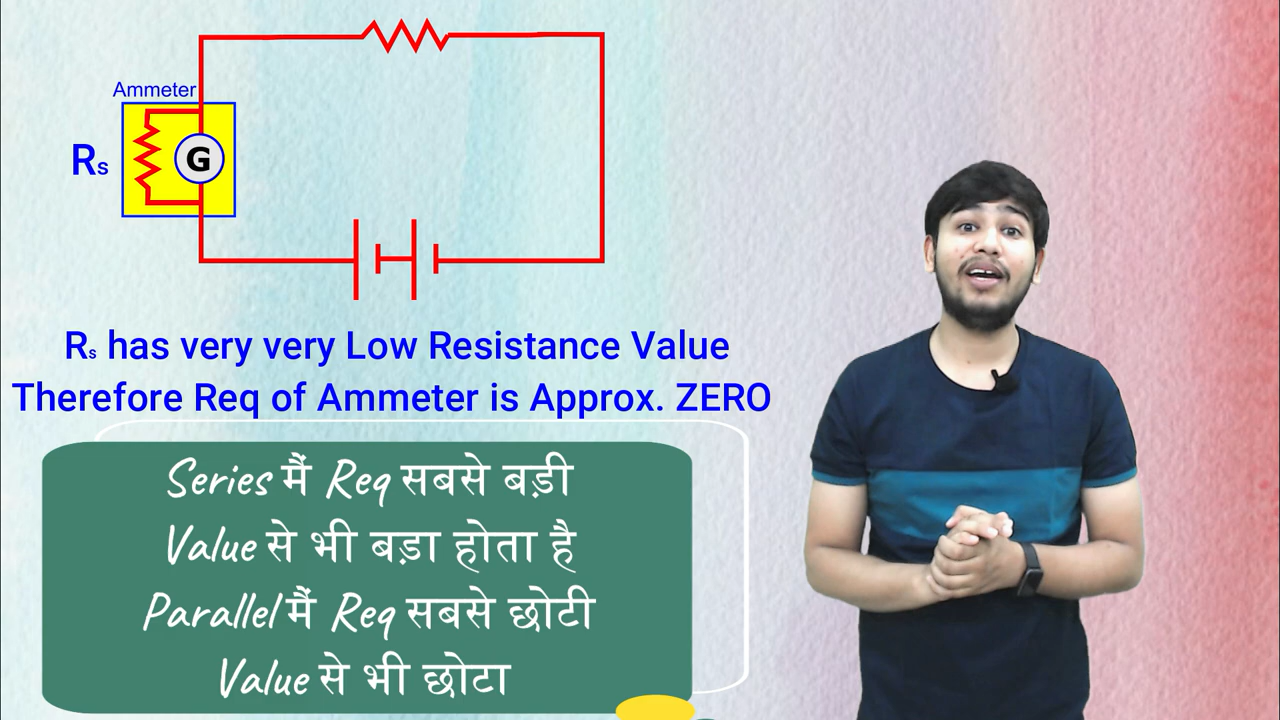 Ammeter
Rs
G
Rs has very very Low Resistance Value
Therefore Req of Ammeter is Approx. ZERO
Series में Req सबसे बड़ी
Value से भी बड़ा होता है
Parallel में Req सबसे छोटी
Value से भी छोटा